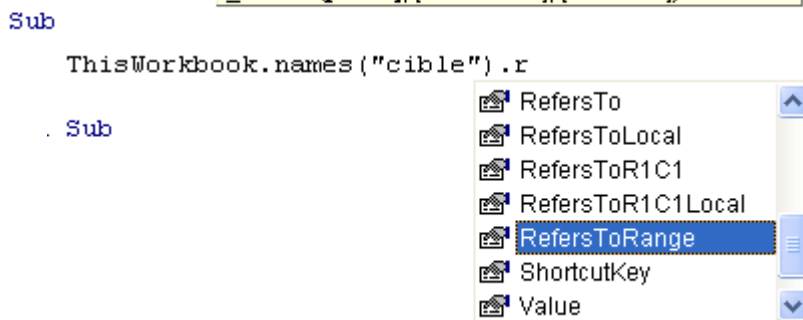 Sub
ThisWorkbook.names("cible").r
RefersTo
RefersToLocal
. Sub
RefersToR1C1
RefersToR1C1Local
RefersToRange
ShortcutKey
Value